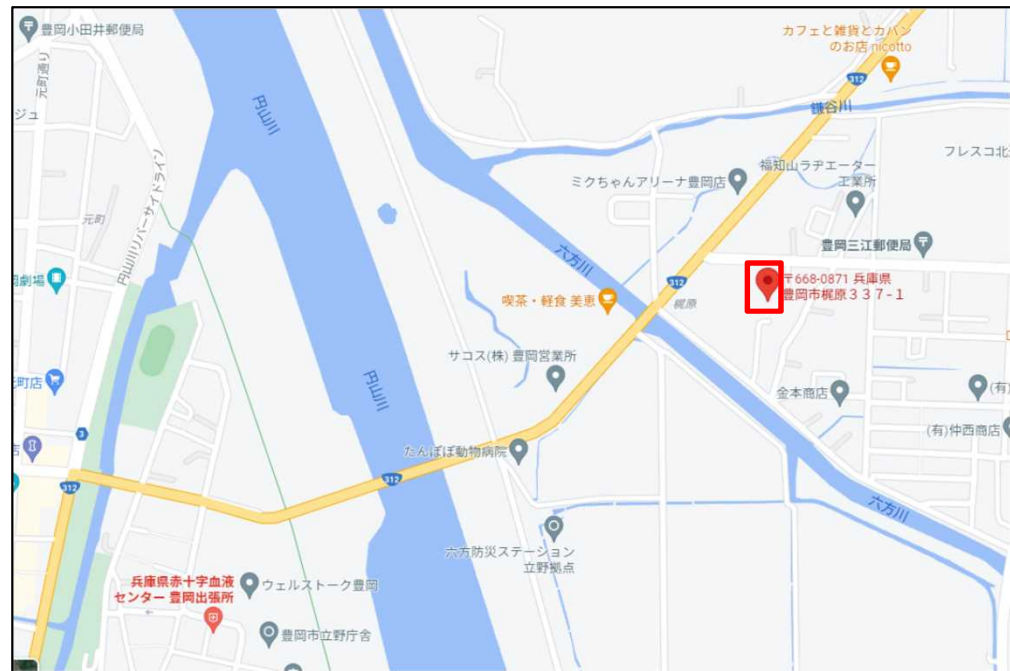 豊岡小田井郵便局
元町通り
ジュ
カフェと雑貨とカバン
のお店 nicotto
312
円山川
円山川
鎌谷川
フレスコ北
福知山ラヂエーター
工業所
ミクちゃんアリーナ豊岡店
元町
円山川リバーサイドライン
豊岡三江郵便局
六方川
劇場
312
〒668-0871 兵庫県
豊岡市梶原337-1
喫茶・軽食 美恵
梶原
サコス(株) 豊岡営業所
円山川
元町店
金本商店
(有)
3
店
たんぽぽ動物病院
(有)仲西商店
312
312
六方川
六方防災ステーション
立野拠点
兵庫県赤十字血液
センター 豊岡出張所
ウェルストーク豊岡
豊岡市立野庁舎